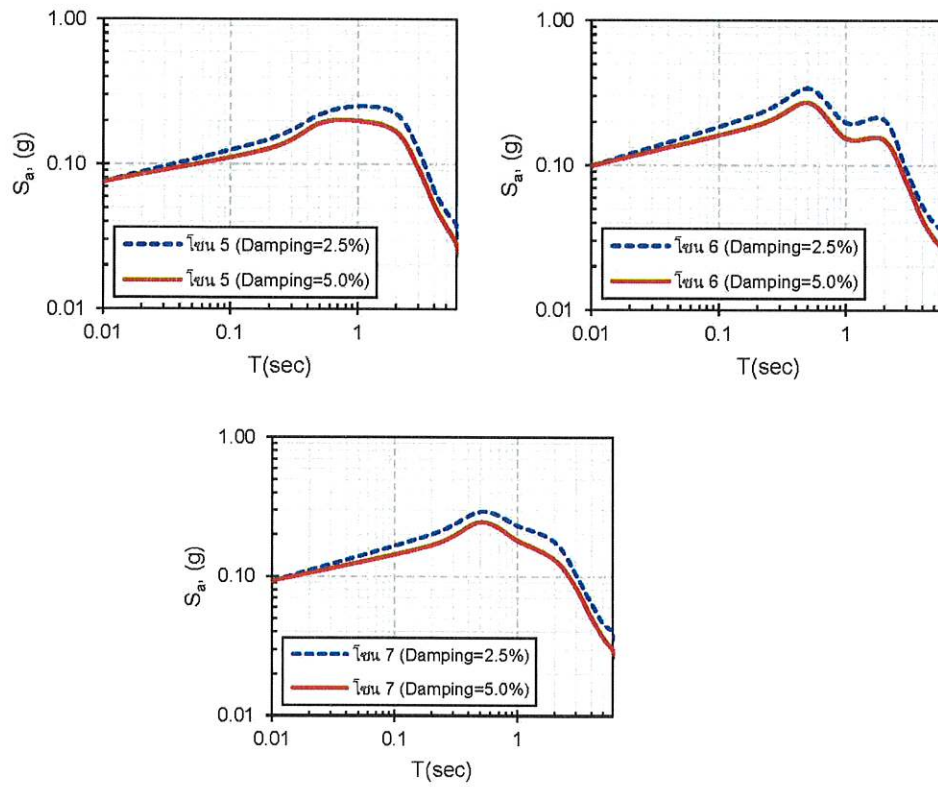 1.00
0.10
0.01
Sa, (g)
โซน 5 (Damping=2.5%)
โซน 5 (Damping=5.0%)
0.01
0.1
1
T(sec)
1.00
0.10
0.01
Sa, (g)
โซน 6 (Damping=2.5%)
โซน 6 (Damping=5.0%)
0.01
0.1
1
T(sec)
1.00
0.10
0.01
Sa, (g)
โซน 7 (Damping=2.5%)
โซน 7 (Damping=5.0%)
0.01
0.1
1
T(sec)